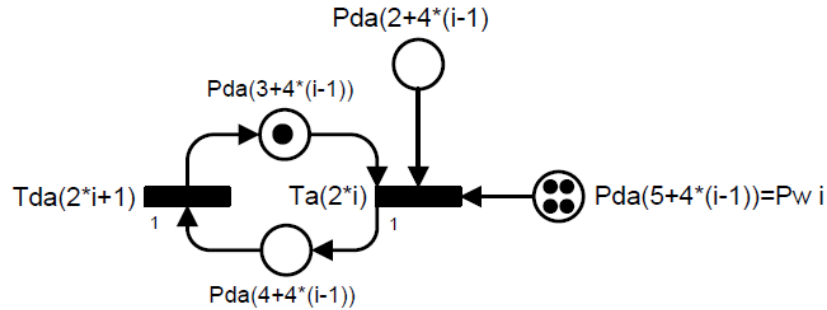 Pda(2+4*(i-1)
Pda(3+4*(i-1))
Tda(2*i+1)
Ta(2*i)
Pda(5+4*(i-1))=Pw i
1
1
Pda(4+4*(i-1))